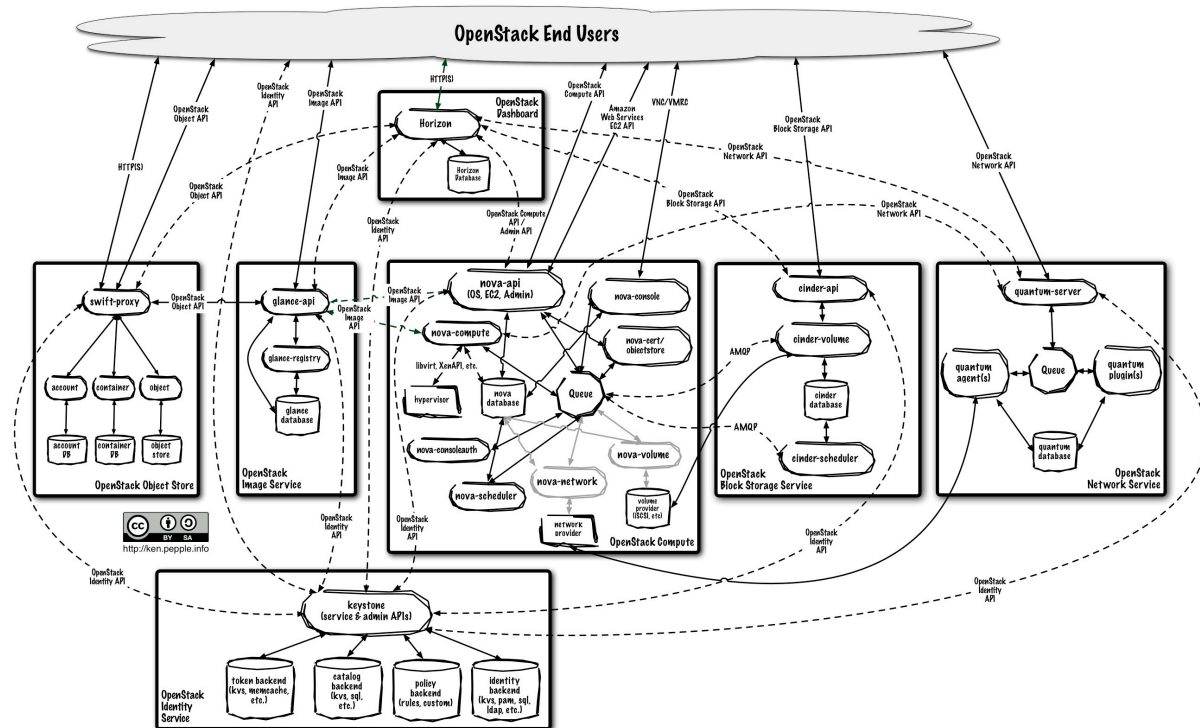 OpenStack End Users
HTTP(S)
OpenStack
Object API
OpenStack
Identity
API
OpenStack
Image API
HTTP(S)
OpenStack
Compute API
Amazon
Web Services
EC2 API
VNC/VMRC
OpenStack
Block Storage API
OpenStack
Network API
OpenStack
Dashboard
Horizon
Horizon
Database
OpenStack
Object API
OpenStack
Image API
OpenStack
Identity
API
OpenStack Compute
API /
Admin API
OpenStack
Block Storage API
OpenStack
Network API
OpenStack
Network API
swift-proxy
OpenStack
Object API
account
container
object
account
DB
container
DB
object
store
OpenStack Object Store
glance-api
glance-registry
glance
database
OpenStack
Image Service
OpenStack
Image API
OpenStack
Image
API
nova-api
(OS, EC2, Admin)
nova-console
nova-compute
nova-cert/
objectstore
libvirt, XenAPI, etc.
hypervisor
nova
database
Queue
nova-consoleauth
nova-volume
nova-network
nova-scheduler
volume
provider
(iSCSI, etc)
network
provider
OpenStack Compute
AMQP
AMQP
cinder-api
cinder-volume
cinder
database
cinder-scheduler
OpenStack
Block Storage Service
quantum-server
quantum
agent(s)
Queue
quantum
plugin(s)
quantum
database
OpenStack
Network Service
CC
BY SA
http://ken.pepple.info
OpenStack
Identity API
OpenStack
Identity
API
OpenStack
Identity
API
OpenStack
Identity
API
OpenStack
Identity
API
keystone
(service & admin APIs)
token backend
(kvs, memcache,
etc.)
catalog
backend
(kvs, sql,
etc.)
policy
backend
(rules, custom)
identity
backend
(kvs, pam, sql,
ldap, etc.)
OpenStack
Identity
Service